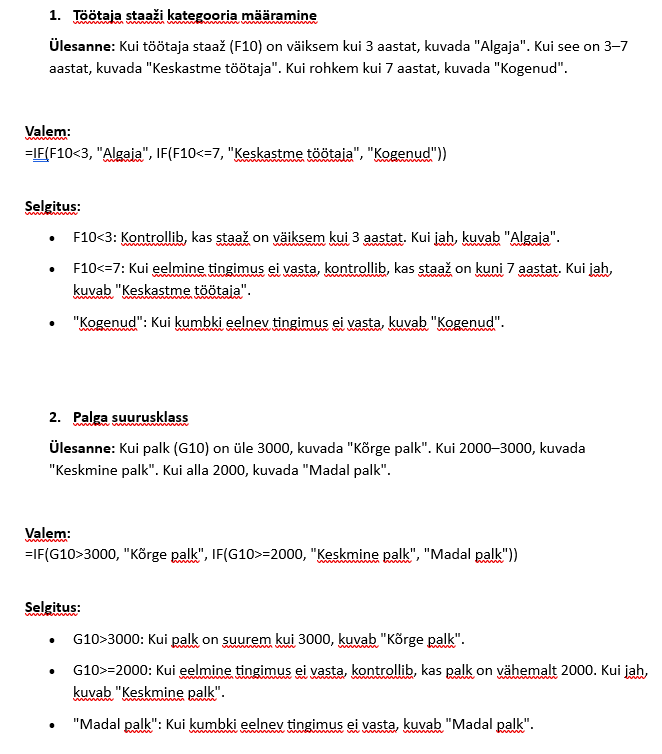 1. Töötaja staaži kategooria määramine
Ülesanne: Kui töötaja staaž (F10) on väiksem kui 3 aastat, kuvada "Algaja". Kui see on 3–7
aastat, kuvada "Keskastme töötaja". Kui rohkem kui 7 aastat, kuvada "Kogenud".
Valem:
=IF(F10<3, "Algaja", IF(F10<=7, "Keskastme töötaja", "Kogenud"))
Selgitus:
• F10<3: Kontrollib, kas staaž on väiksem kui 3 aastat. Kui jah, kuvab "Algaja".
• F10<=7: Kui eelmine tingimus ei vasta, kontrollib, kas staaž on kuni 7 aastat. Kui jah,
kuvab "Keskastme töötaja".
• "Kogenud": Kui kumbki eelnev tingimus ei vasta, kuvab "Kogenud".
2. Palga suurusklass
Ülesanne: Kui palk (G10) on üle 3000, kuvada "Kõrge palk". Kui 2000–3000, kuvada
"Keskmine palk". Kui alla 2000, kuvada "Madal palk".
Valem:
=IF(G10>3000, "Kõrge palk", IF(G10>=2000, "Keskmine palk", "Madal palk"))
Selgitus:
• G10>3000: Kui palk on suurem kui 3000, kuvab "Kõrge palk".
• G10>=2000: Kui eelmine tingimus ei vasta, kontrollib, kas palk on vähemalt 2000. Kui jah,
kuvab "Keskmine palk".
• "Madal palk": Kui kumbki eelnev tingimus ei vasta, kuvab "Madal palk".